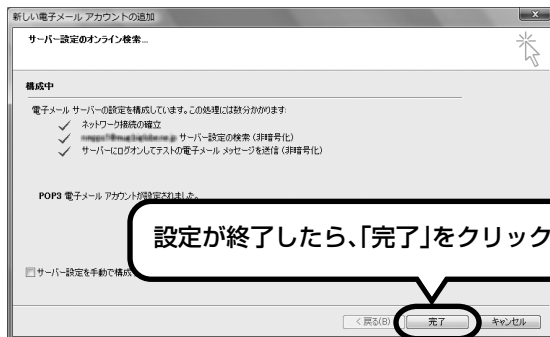 新しい電子メール アカウントの追加
サーバー設定のオンライン検索...
構成中
電子メール サーバーの設定を構成しています。この処理には数分かかります:
✓ ネットワーク接続の確立
✓ サーバー設定の検索 (非暗号化)
✓ サーバーにログオンしてテストの電子メール メッセージを送信 (非暗号化)
POP3 電子メール アカウントが設定されました。
設定が終了したら、「完了」をクリック
サーバー設定を手動で構成
< 戻る(B)
完了
キャンセル